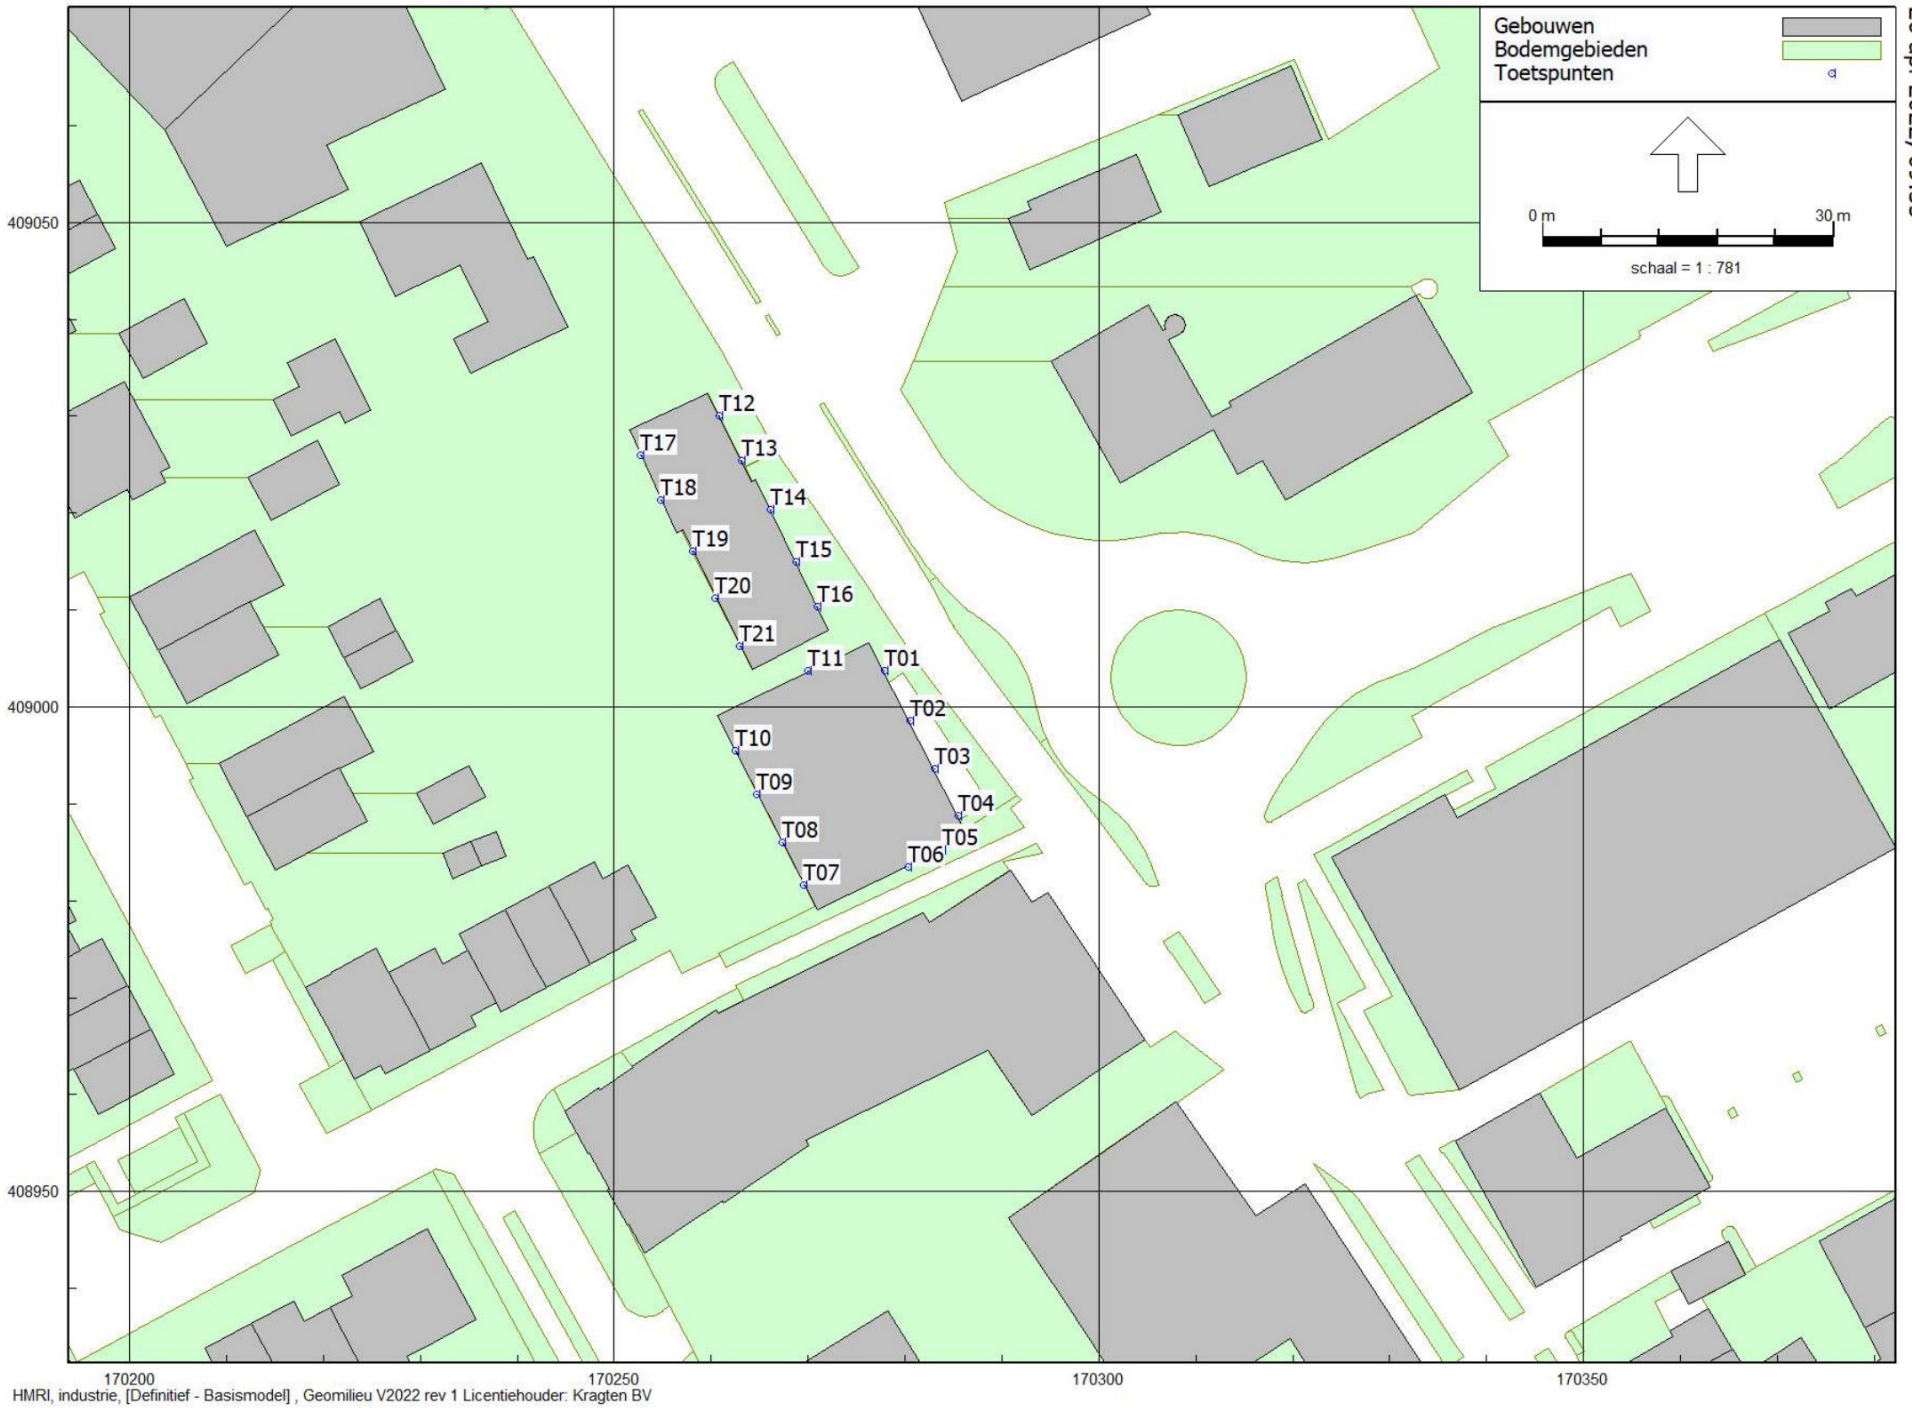 Gebouwen
Bodemgebieden
Toetspunten
0 m 30 m
schaal = 1 : 781
409050
409000
408950
T12
T17
T13
T18
T14
T19
T15
T20
T16
T21
T11
T01
T02
T10
T03
T09
T04
T08
T05
T06
T07
170200 170250 170300 170350
HMRI, industrie, [Definitief - Basismodel] , Geomilieu V2022 rev 1 Licentiehouder: Kragten BV